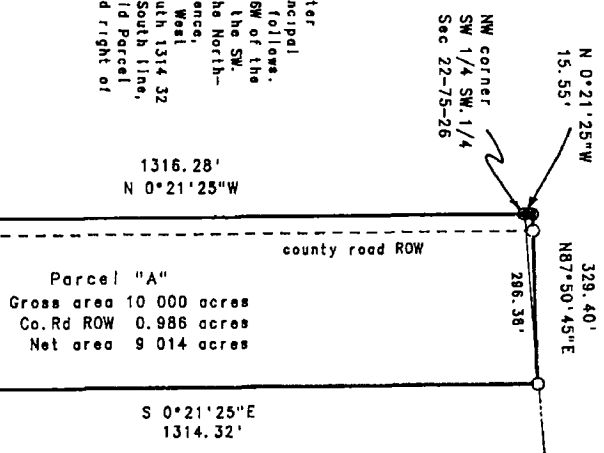 ter
ncipal
follows.
6W of the
the SW.
he North-
ence,
West
uth 1314 32
South line,
id Parcel
d right of
NW corner
SW 1/4 SW.1/4
Sec 22-75-26
N 0°21'25"W
15.55'
1316.28'
N 0°21'25"W
county road ROW
329.40'
N87°50'45"E
296.38'
Parcel "A"
Gross area 10 000 acres
Co.Rd ROW 0.986 acres
Net area 9 014 acres
S 0°21'25"E
1314.32'